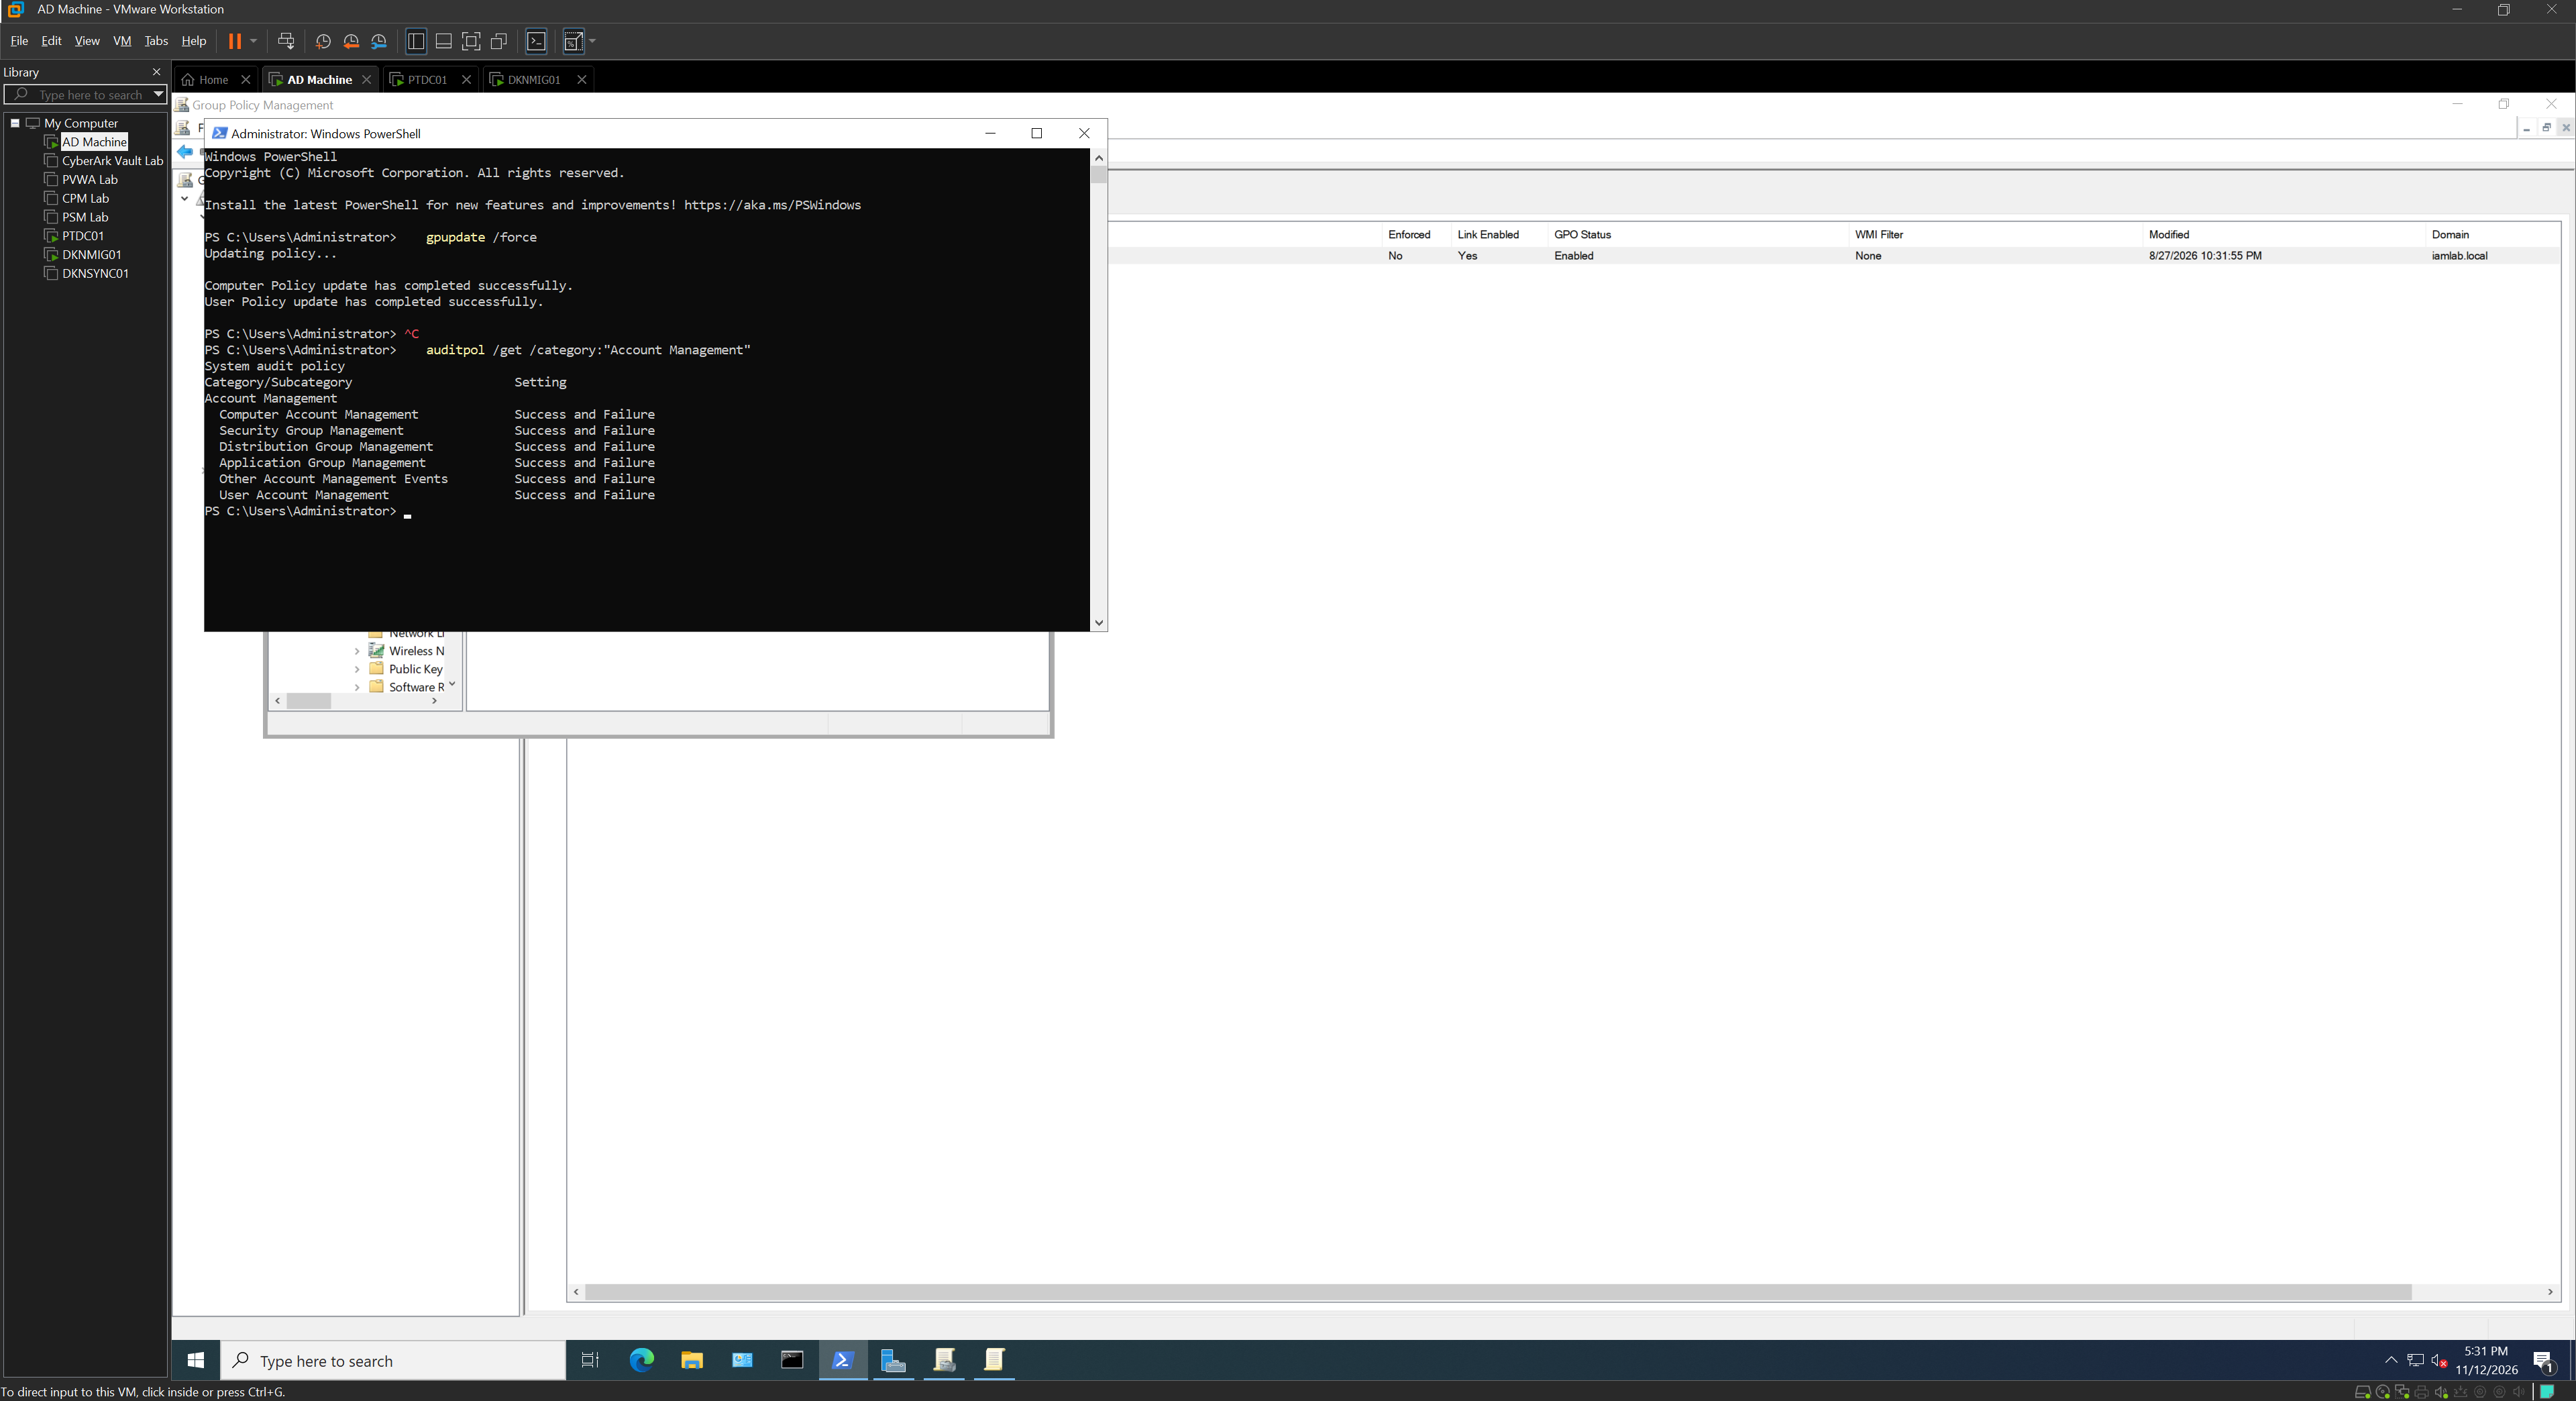 AD Machine - VMware Workstation
File Edit View VM Tabs Help
Library
Type here to search
My Computer
AD Machine
CyberArk Vault Lab
PVWA Lab
CPM Lab
PSM Lab
PTDC01
DKNMIG01
DKNSYNC01
Home
AD Machine
PTDC01
DKNMIG01
Group Policy Management
Administrator: Windows PowerShell
Windows PowerShell
Copyright (C) Microsoft Corporation. All rights reserved.
Install the latest PowerShell for new features and improvements! https://aka.ms/PSWindows
PS C:\Users\Administrator>    gpupdate /force
Updating policy...
Computer Policy update has completed successfully.
User Policy update has completed successfully.
PS C:\Users\Administrator> ^C
PS C:\Users\Administrator>    auditpol /get /category:"Account Management"
System audit policy
Category/Subcategory                      Setting
Account Management
  Computer Account Management             Success and Failure
  Security Group Management               Success and Failure
  Distribution Group Management           Success and Failure
  Application Group Management            Success and Failure
  Other Account Management Events         Success and Failure
  User Account Management                 Success and Failure
PS C:\Users\Administrator>
Enforced Link Enabled GPO Status WMI Filter Modified Domain
No Yes Enabled None 8/27/2026 10:31:55 PM iamlab.local
Network Li
Wireless N
Public Key
Software R
Type here to search
5:31 PM
11/12/2026
1
To direct input to this VM, click inside or press Ctrl+G.